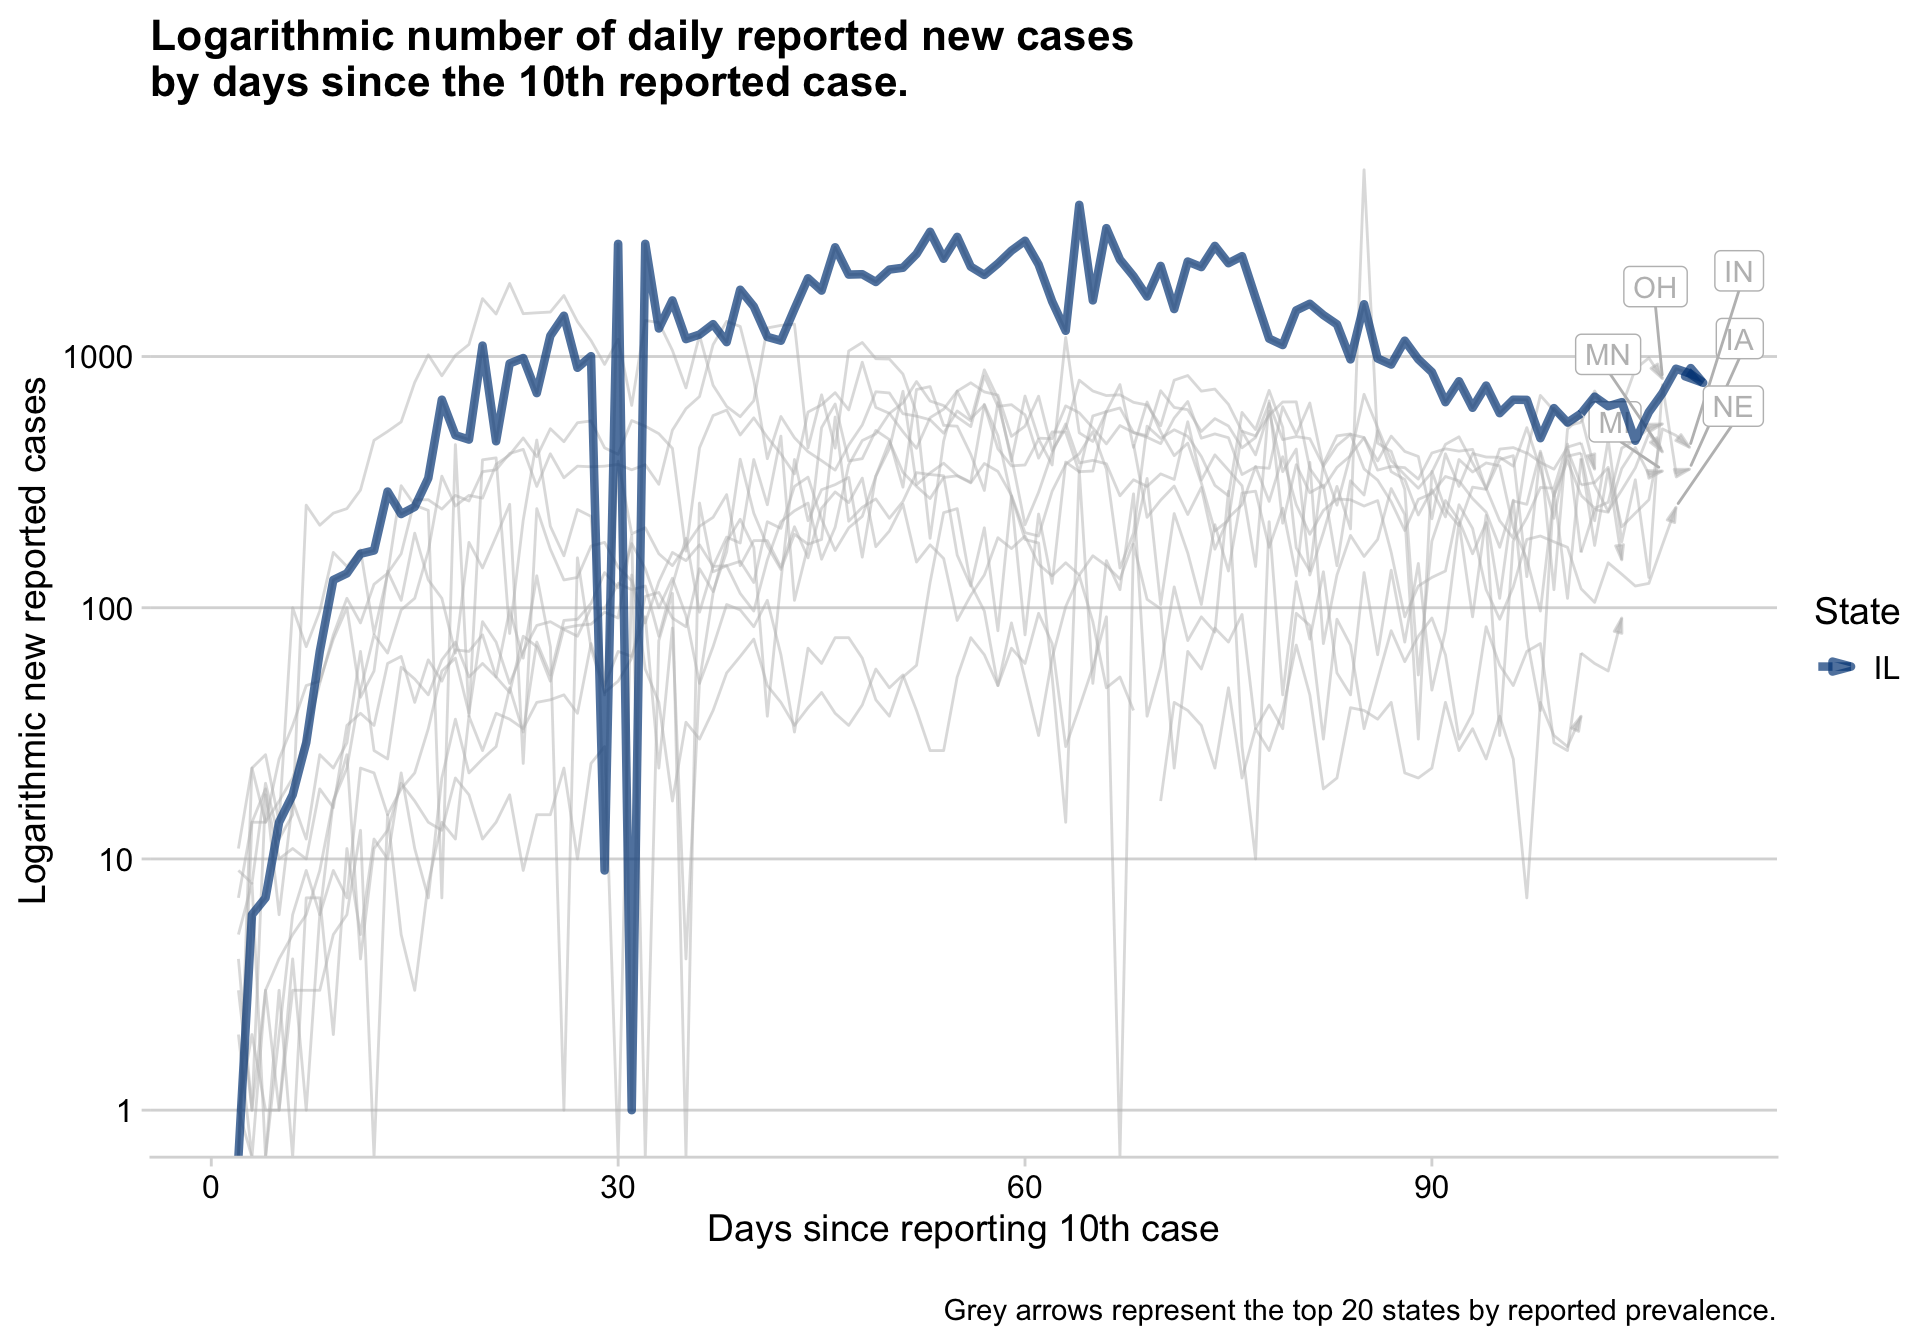 Logarithmic number of daily reported new cases
by days since the 10th reported case.
Logarithmic new reported cases
1000
100
10
1
0
30
60
90
Days since reporting 10th case
IN
OH
IA
MN
NE
State
IL
Grey arrows represent the top 20 states by reported prevalence.